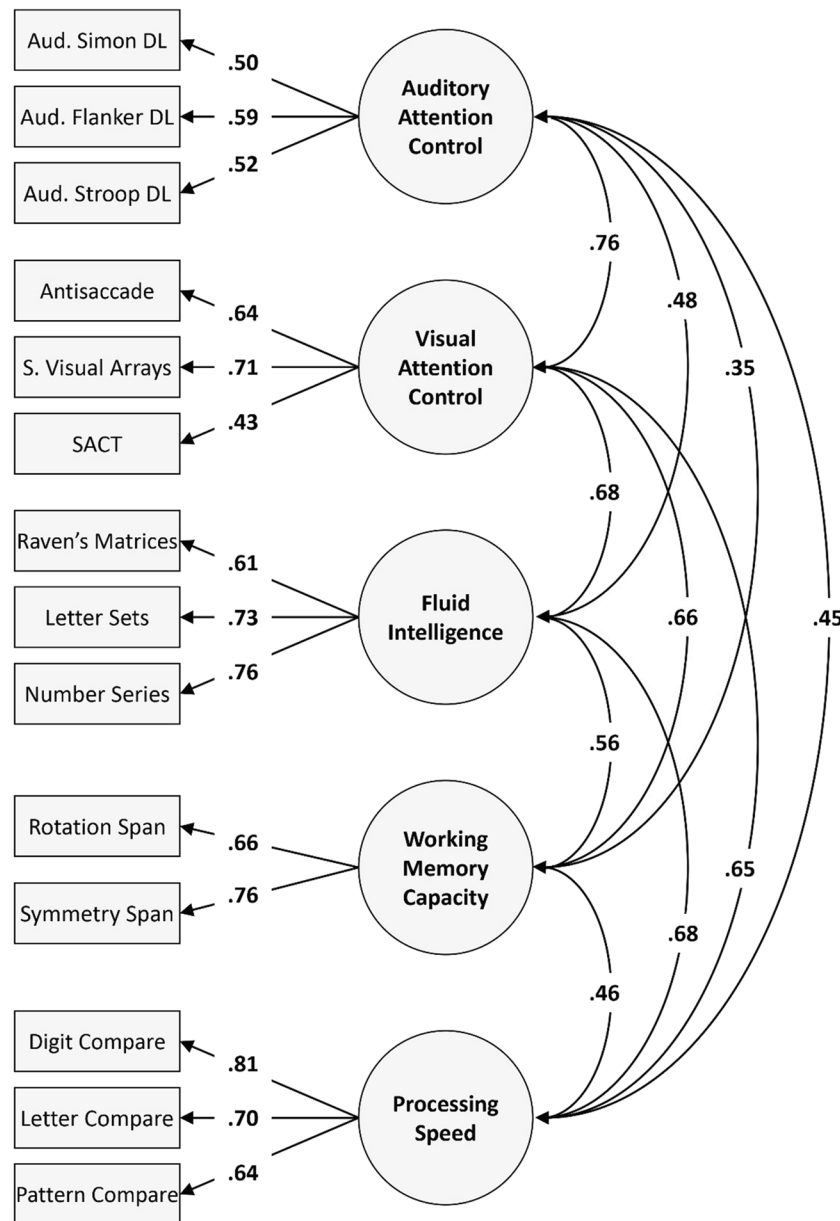 Aud. Simon DL
Aud. Flanker DL
Aud. Stroop DL
.50
.59
.52
Auditory
Attention
Control
Antisaccade
S. Visual Arrays
SACT
.64
.71
.43
Visual
Attention
Control
Raven's Matrices
Letter Sets
Number Series
.61
.73
.76
Fluid
Intelligence
Rotation Span
Symmetry Span
.66
.76
Working
Memory
Capacity
Digit Compare
Letter Compare
Pattern Compare
.81
.70
.64
Processing
Speed
.76
.48
.35
.68
.66
.45
.56
.65
.68
.46